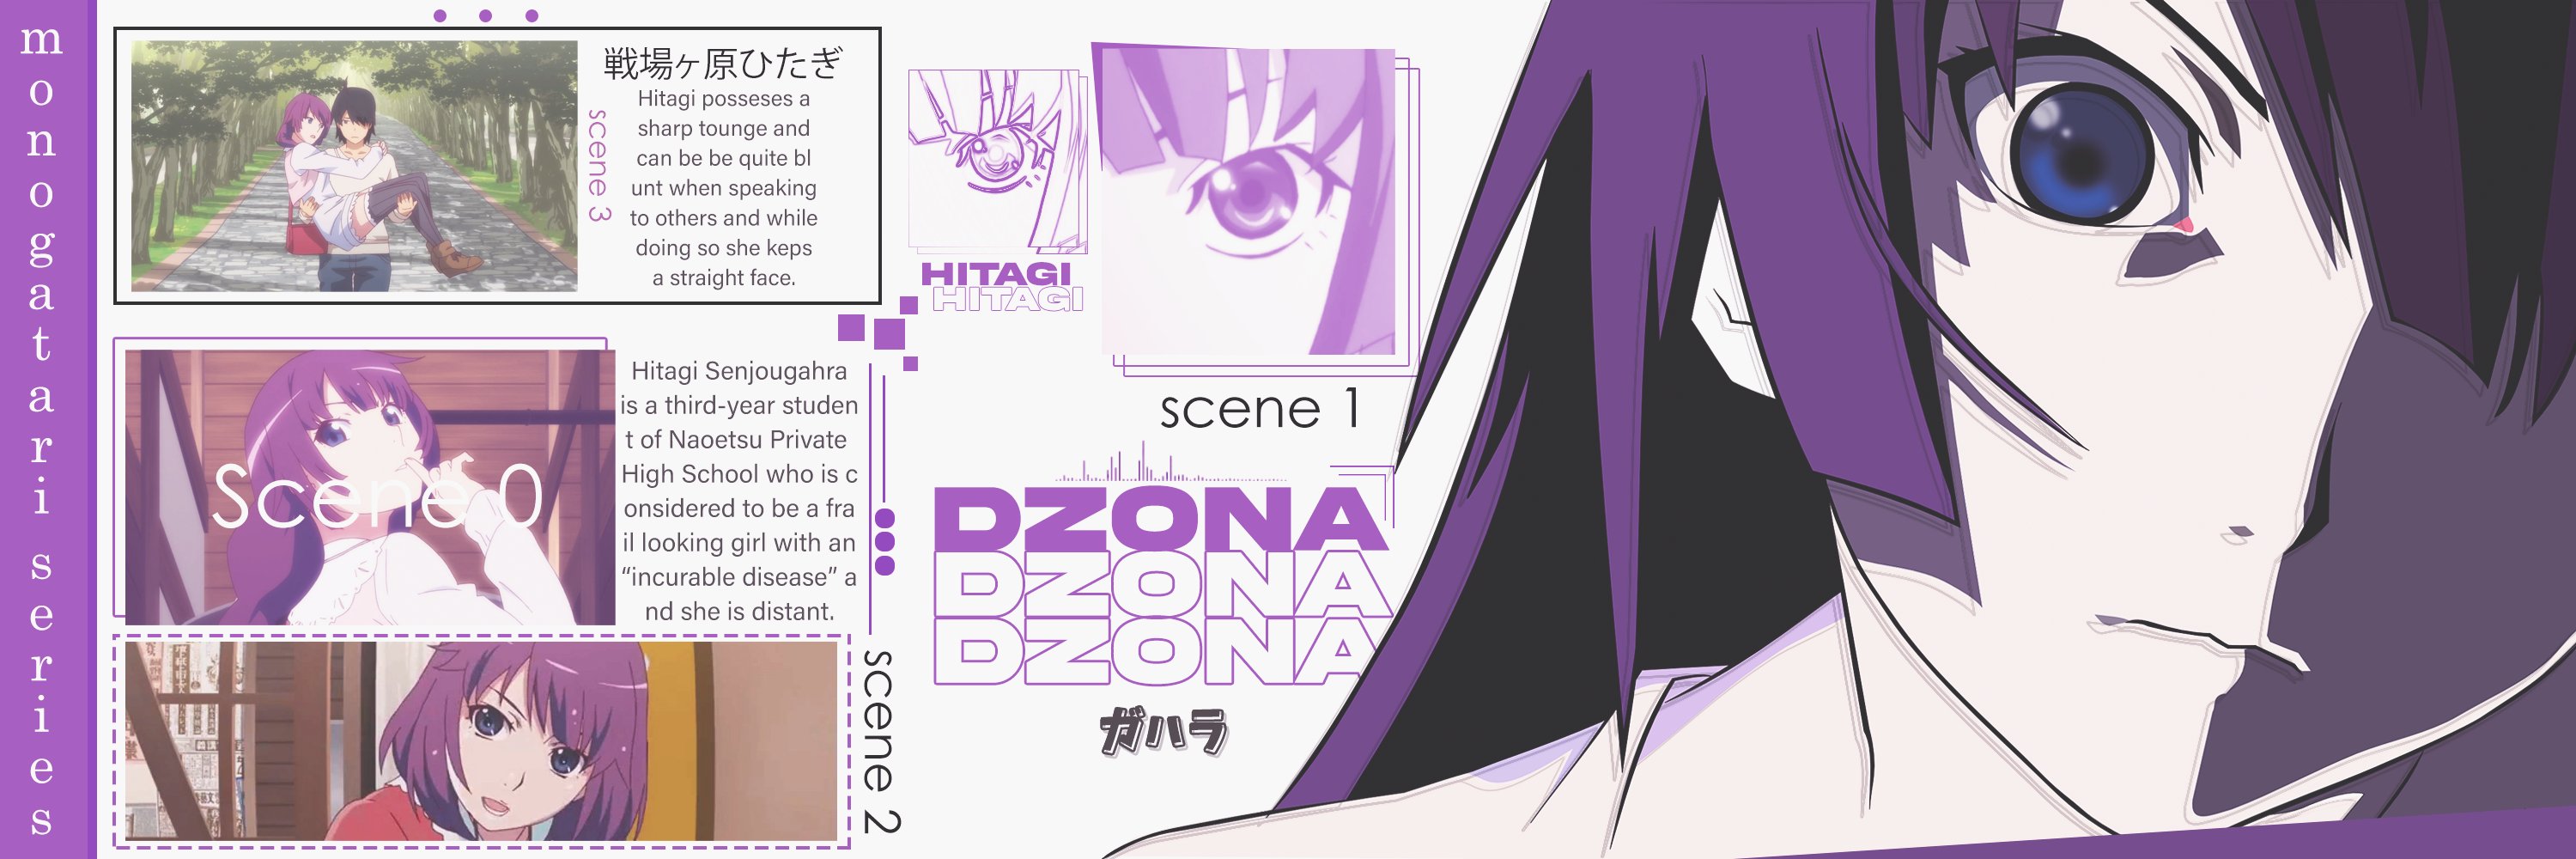 monogatari series
戦場ヶ原ひたぎ
Hitagi posseses a
sharp tounge and
can be be quite bl
unt when speaking
to others and while
doing so she keps
a straight face.
scene 3
Scene 0
Hitagi Senjougahra
is a third-year studen
t of Naoetsu Private
High School who is c
onsidered to be a fra
il looking girl with an
“incurable disease” a
nd she is distant.
scene 2
HITAGI
HITAGI
scene 1
DZONA
DZONA
DZONA
ガハラ